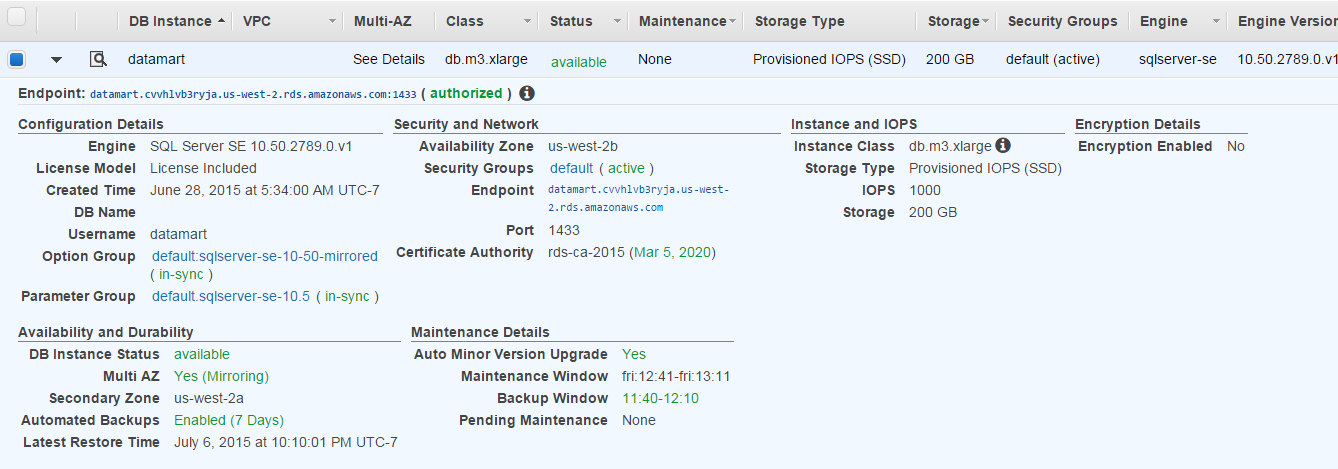 DB Instance VPC Multi-AZ Class Status Maintenance Storage Type Storage Security Groups Engine Engine Versio
datamart See Details db.m3.xlarge available None Provisioned IOPS (SSD) 200 GB default (active) sqlserver-se 10.50.2789.0.v1
Endpoint: datamart.cvvhlvb3ryja.us-west-2.rds.amazonaws.com:1433 ( authorized )
Configuration Details
Engine SQL Server SE 10.50.2789.0.v1
License Model License Included
Created Time June 28, 2015 at 5:34:00 AM UTC-7
DB Name
Username datamart
Option Group default:sqlserver-se-10-50-mirrored
( in-sync )
Parameter Group default.sqlserver-se-10.5 ( in-sync )
Security and Network
Availability Zone us-west-2b
Security Groups default ( active )
Endpoint datamart.cvvhlvb3ryja.us-west-
2.rds.amazonaws.com
Port 1433
Certificate Authority rds-ca-2015 (Mar 5, 2020)
Instance and IOPS
Instance Class db.m3.xlarge
Storage Type Provisioned IOPS (SSD)
IOPS 1000
Storage 200 GB
Encryption Details
Encryption Enabled No
Availability and Durability
DB Instance Status available
Multi AZ Yes (Mirroring)
Secondary Zone us-west-2a
Automated Backups Enabled (7 Days)
Latest Restore Time July 6, 2015 at 10:10:01 PM UTC-7
Maintenance Details
Auto Minor Version Upgrade Yes
Maintenance Window fri:12:41-fri:13:11
Backup Window 11:40-12:10
Pending Maintenance None